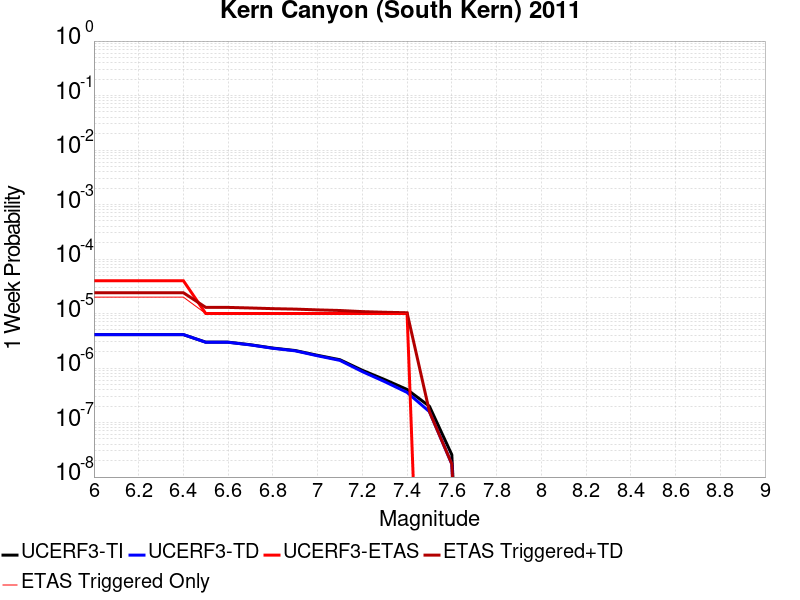 Kern Canyon (South Kern) 2011
1 Week Probability
10^0
10^-1
10^-2
10^-3
10^-4
10^-5
10^-6
10^-7
10^-8
6 6.2 6.4 6.6 6.8 7 7.2 7.4 7.6 7.8 8 8.2 8.4 8.6 8.8 9
Magnitude
UCERF3-TI UCERF3-TD UCERF3-ETAS ETAS Triggered+TD
ETAS Triggered Only